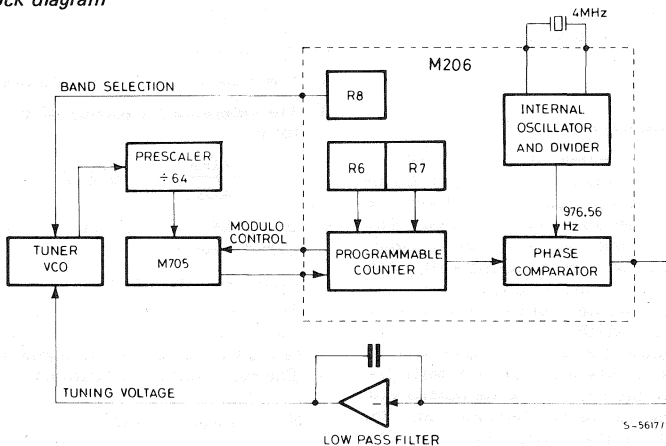 ock diagram
4MHz
M206
BAND SELECTION
R8
INTERNAL
OSCILLATOR
AND DIVIDER
PRESCALER
÷64
R6
R7
976.56
Hz
MODULO
CONTROL
TUNER
VCO
M705
PROGRAMMABLE
COUNTER
PHASE
COMPARATOR
TUNING VOLTAGE
LOW PASS FILTER
S-5617/